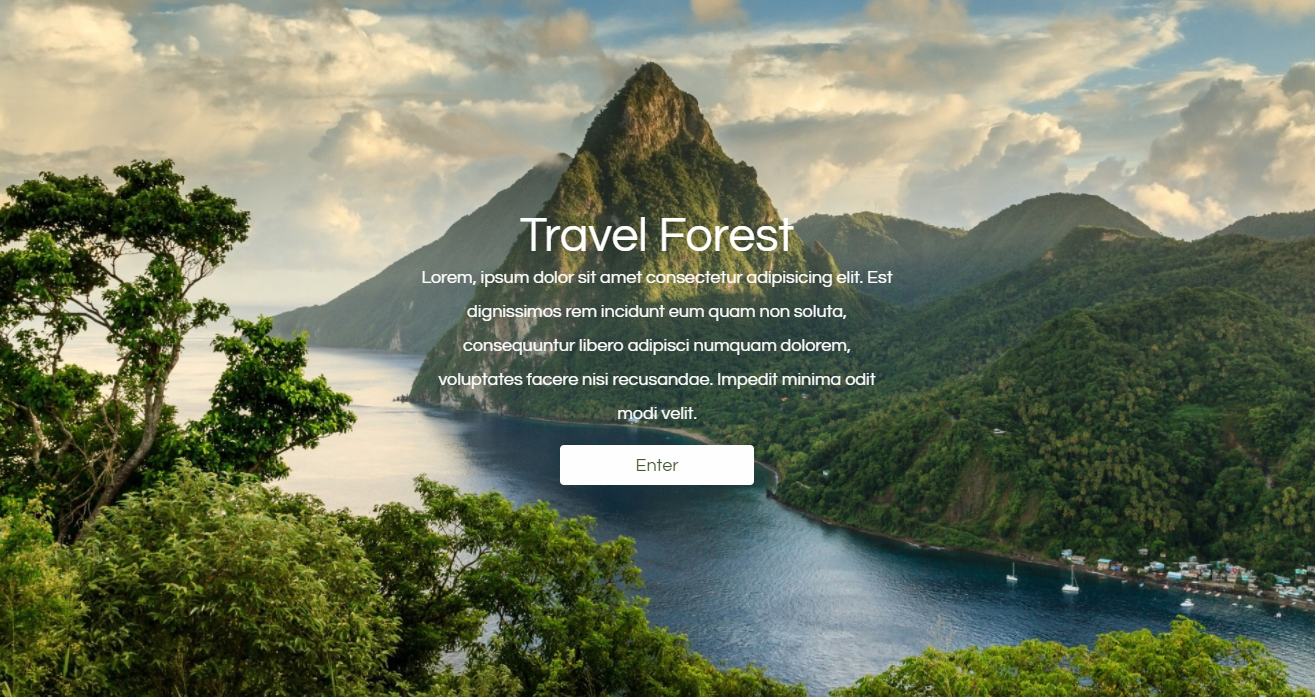 Travel Forest
Lorem, ipsum dolor sit amet consectetur adipisicing elit. Est
dignissimos rem incidunt eum quam non soluta,
consequuntur libero adipisci numquam dolorem,
voluptates facere nisi recusandae. Impedit minima odit
modi velit.
Enter